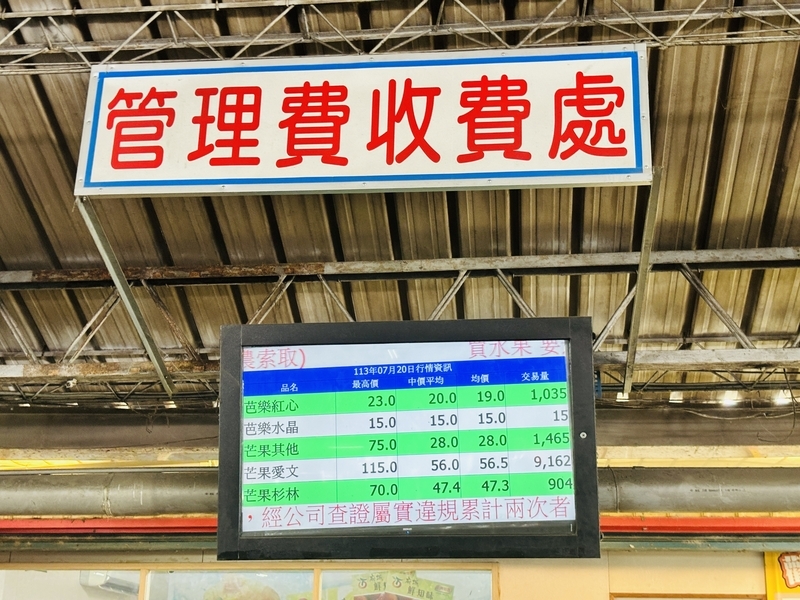 管理費收費處
農索取) 賣水果 要
113年07月20日行情資訊
品名 最高價 中價平均 均價 交易量
芭樂紅心 23.0 20.0 19.0 1,035
芭樂水晶 15.0 15.0 15.0 15
芒果其他 75.0 28.0 28.0 1,465
芒果愛文 115.0 56.0 56.5 9,162
芒果杉林 70.0 47.4 47.3 904
，經公司查證屬實違規累計兩次者